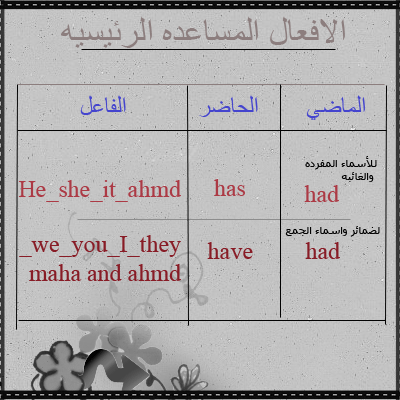 الافعال المساعده الرئيسيه
الماضي الحاضر الفاعل
للأسماء المفرده
والغائبه
He_she_it_ahmd has had
لضمائر واسماء الجمع
_we_you_I_they have had
maha and ahmd